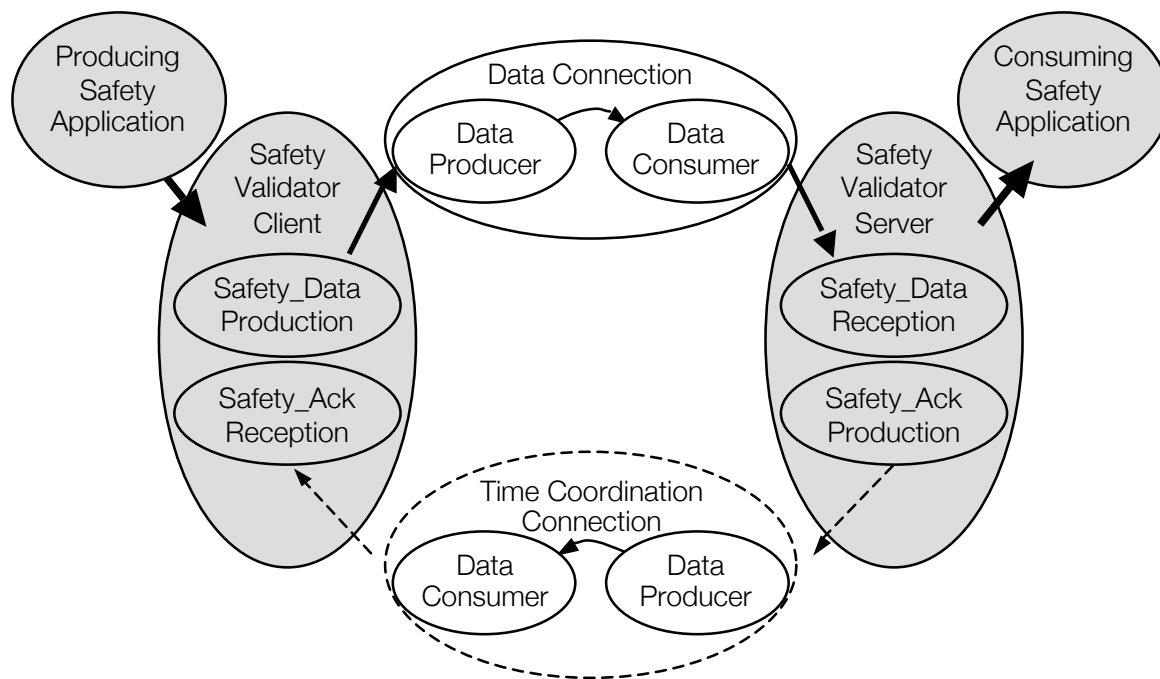 Producing
Safety
Application
Safety
Validator
Client
Safety_Data
Production
Safety_Ack
Reception
Data Connection
Data
Producer
Data
Consumer
Time Coordination
Connection
Data
Consumer
Data
Producer
Consuming
Safety
Application
Safety
Validator
Server
Safety_Data
Reception
Safety_Ack
Production